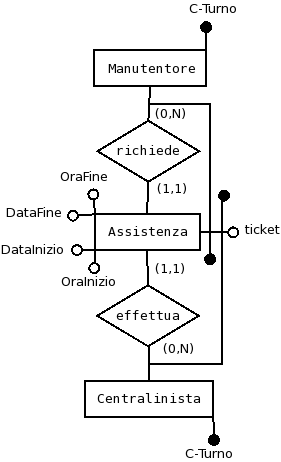 C-Turno
Manutentore
(0,N)
richiede
OraFine
(1,1)
DataFine
Assistenza
ticket
DataInizio
(1,1)
OraInizio
effettua
(0,N)
Centralinista
C-Turno